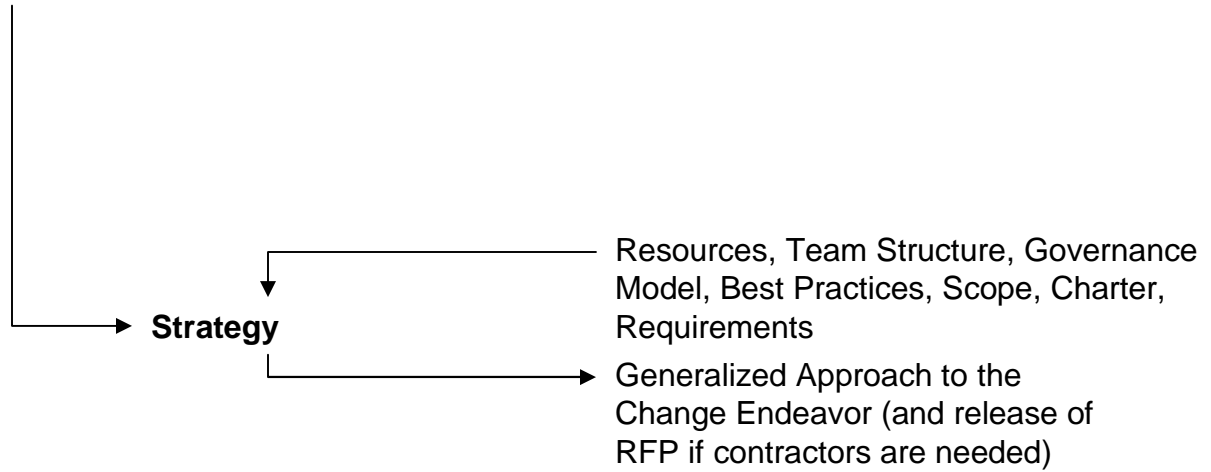 Resources, Team Structure, Governance
Model, Best Practices, Scope, Charter,
Requirements
Strategy
Generalized Approach to the
Change Endeavor (and release of
RFP if contractors are needed)